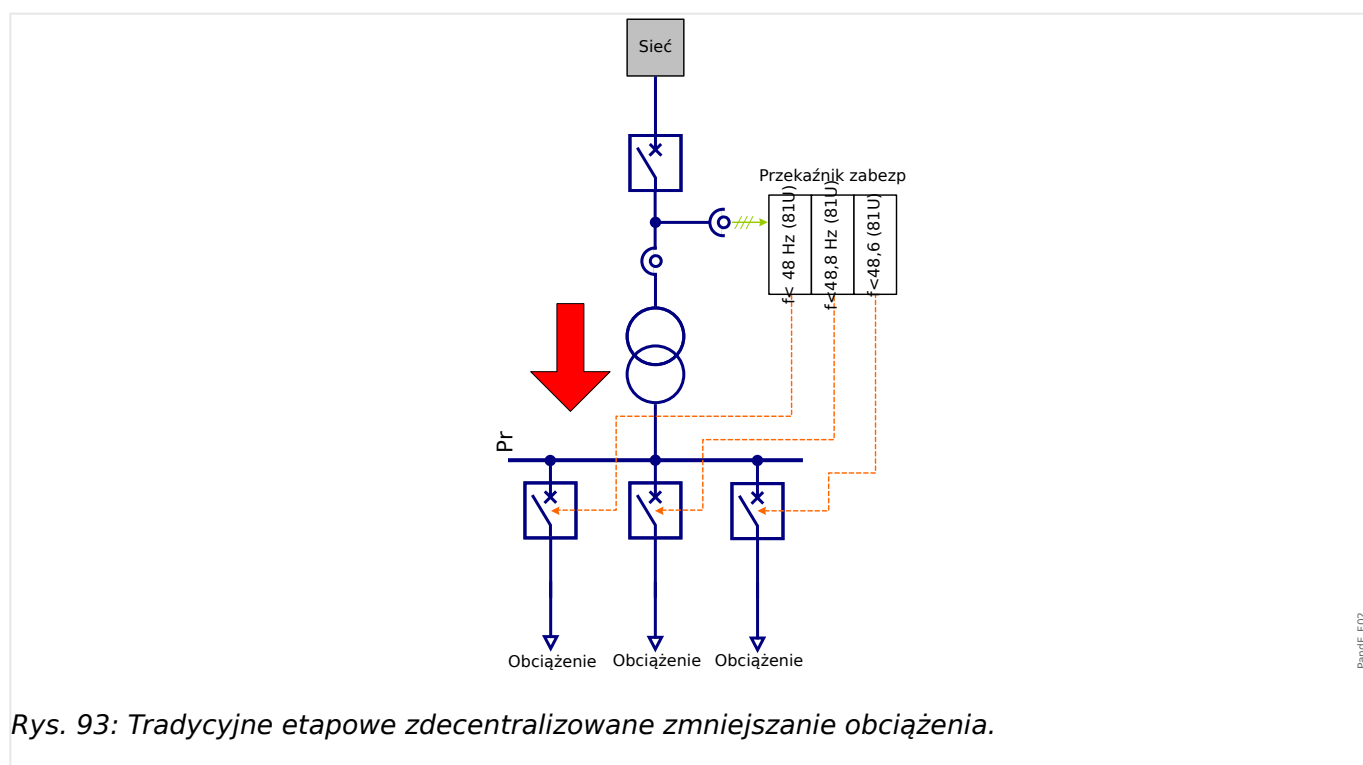 Sieć
Przekaźnik zabezp
f< 48 Hz (81U)
f<48,8 Hz (81U)
f<48,6 (81U)
Pr
Obciążenie
Obciążenie
Obciążenie
PandF_E02
Rys. 93: Tradycyjne etapowe zdecentralizowane zmniejszanie obciążenia.